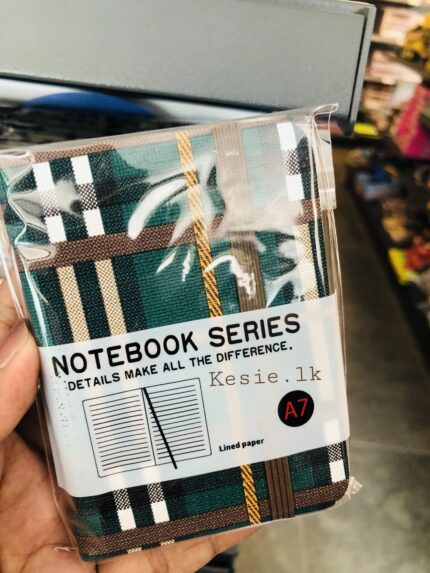 NOTEBOOK SERIES
DETAILS MAKE ALL THE DIFFERENCE.
Kesie.lk
A7
Lined paper